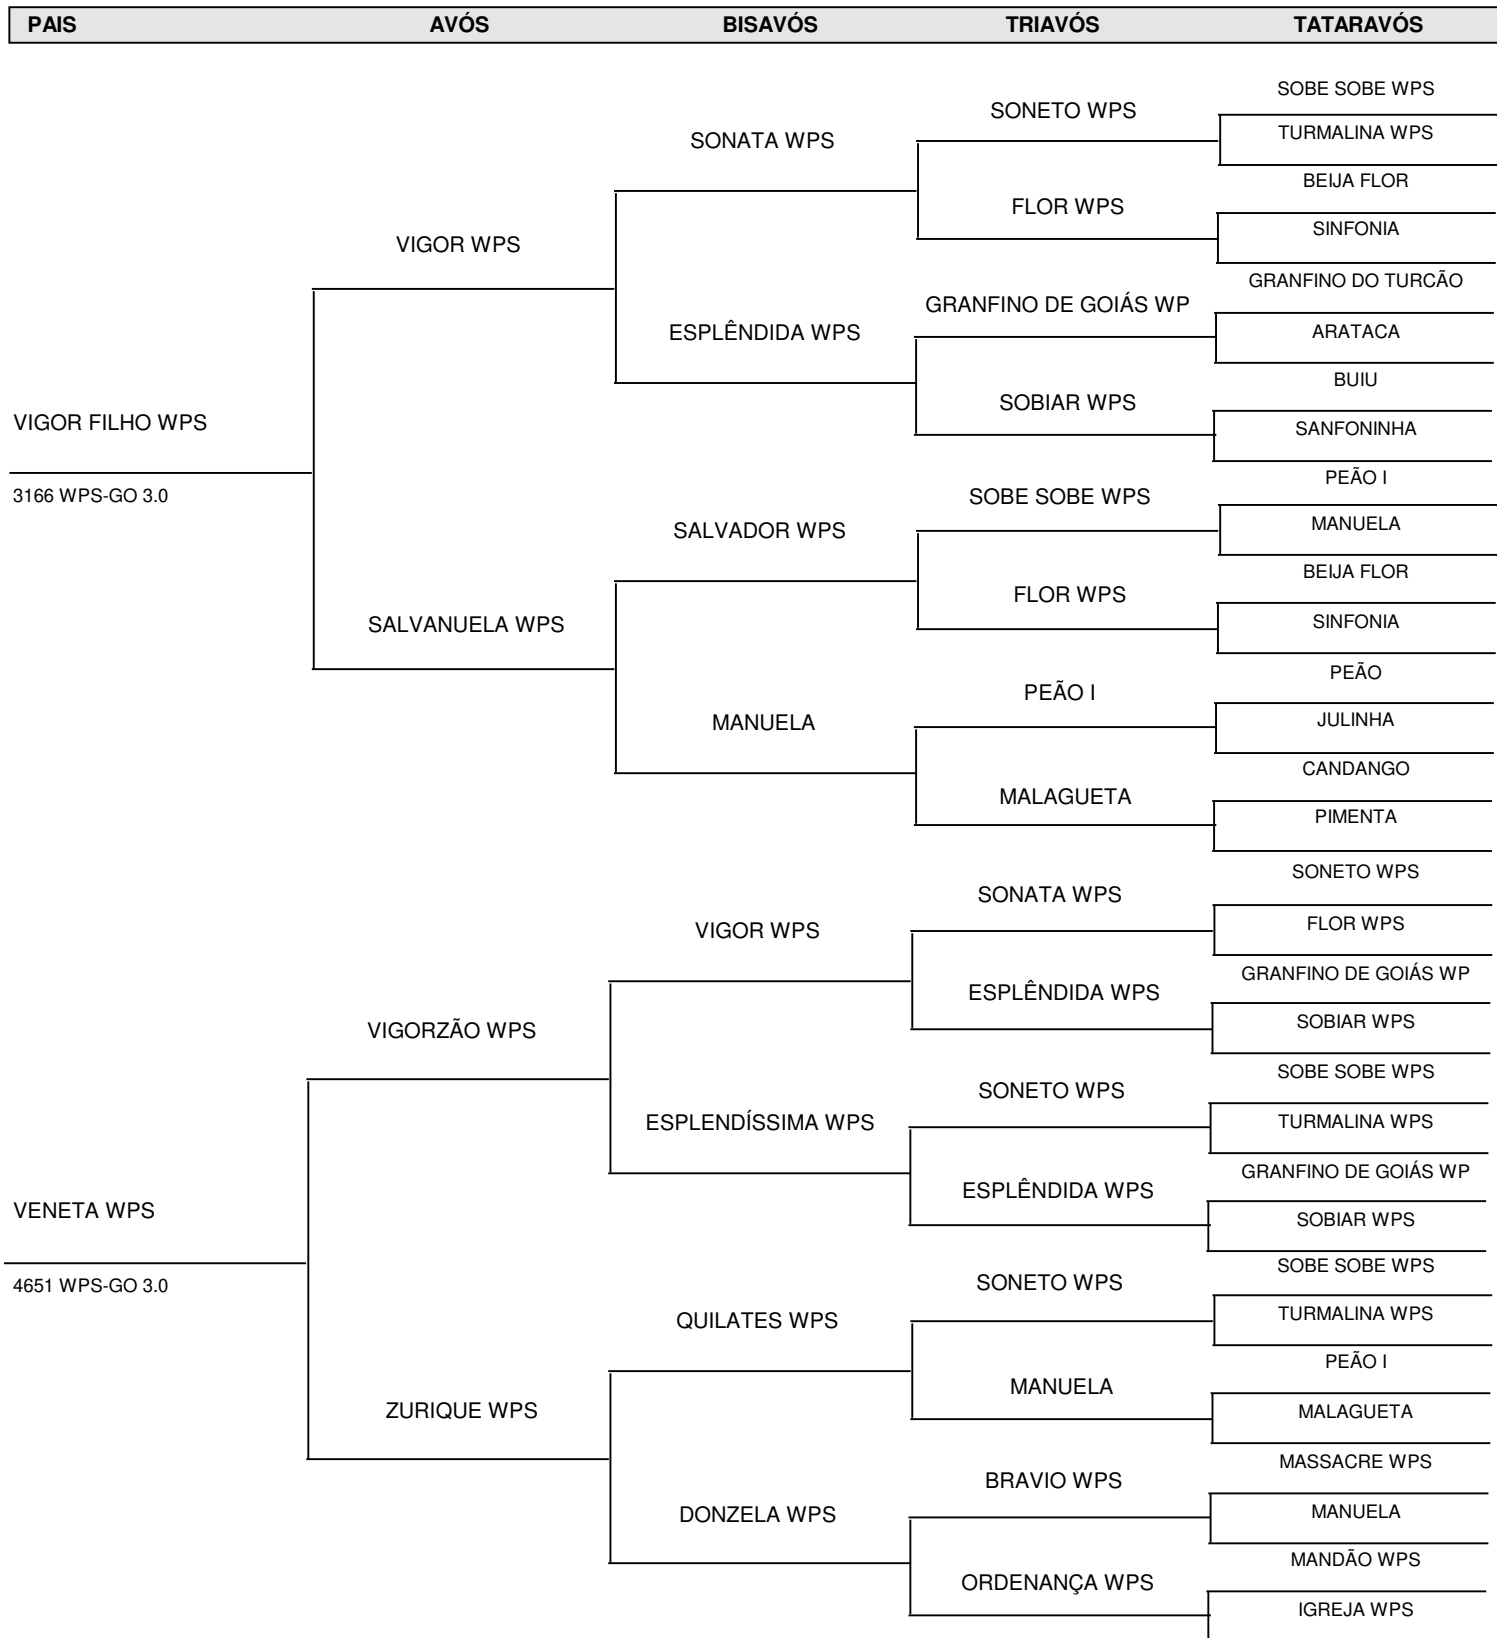 PAIS AVÓS BISAVÓS TRIAVÓS TATARAVÓS
SOBE SOBE WPS
SONETO WPS
TURMALINA WPS
SONATA WPS
BEIJA FLOR
FLOR WPS
SINFONIA
VIGOR WPS
GRANFINO DO TURCÃO
GRANFINO DE GOIÁS WP
ARATACA
ESPLÊNDIDA WPS
BUIU
SOBIAR WPS
SANFONINHA
VIGOR FILHO WPS
3166 WPS-GO 3.0
PEÃO I
SOBE SOBE WPS
MANUELA
SALVADOR WPS
BEIJA FLOR
FLOR WPS
SINFONIA
SALVANUELA WPS
PEÃO
PEÃO I
JULINHA
MANUELA
CANDANGO
MALAGUETA
PIMENTA
SONETO WPS
SONATA WPS
FLOR WPS
VIGOR WPS
GRANFINO DE GOIÁS WP
ESPLÊNDIDA WPS
SOBIAR WPS
VIGORZÃO WPS
SOBE SOBE WPS
SONETO WPS
TURMALINA WPS
ESPLENDÍSSIMA WPS
GRANFINO DE GOIÁS WP
ESPLÊNDIDA WPS
SOBIAR WPS
VENETA WPS
4651 WPS-GO 3.0
SOBE SOBE WPS
SONETO WPS
TURMALINA WPS
QUILATES WPS
PEÃO I
MANUELA
MALAGUETA
ZURIQUE WPS
MASSACRE WPS
BRAVIO WPS
MANUELA
DONZELA WPS
MANDÃO WPS
ORDENANÇA WPS
IGREJA WPS